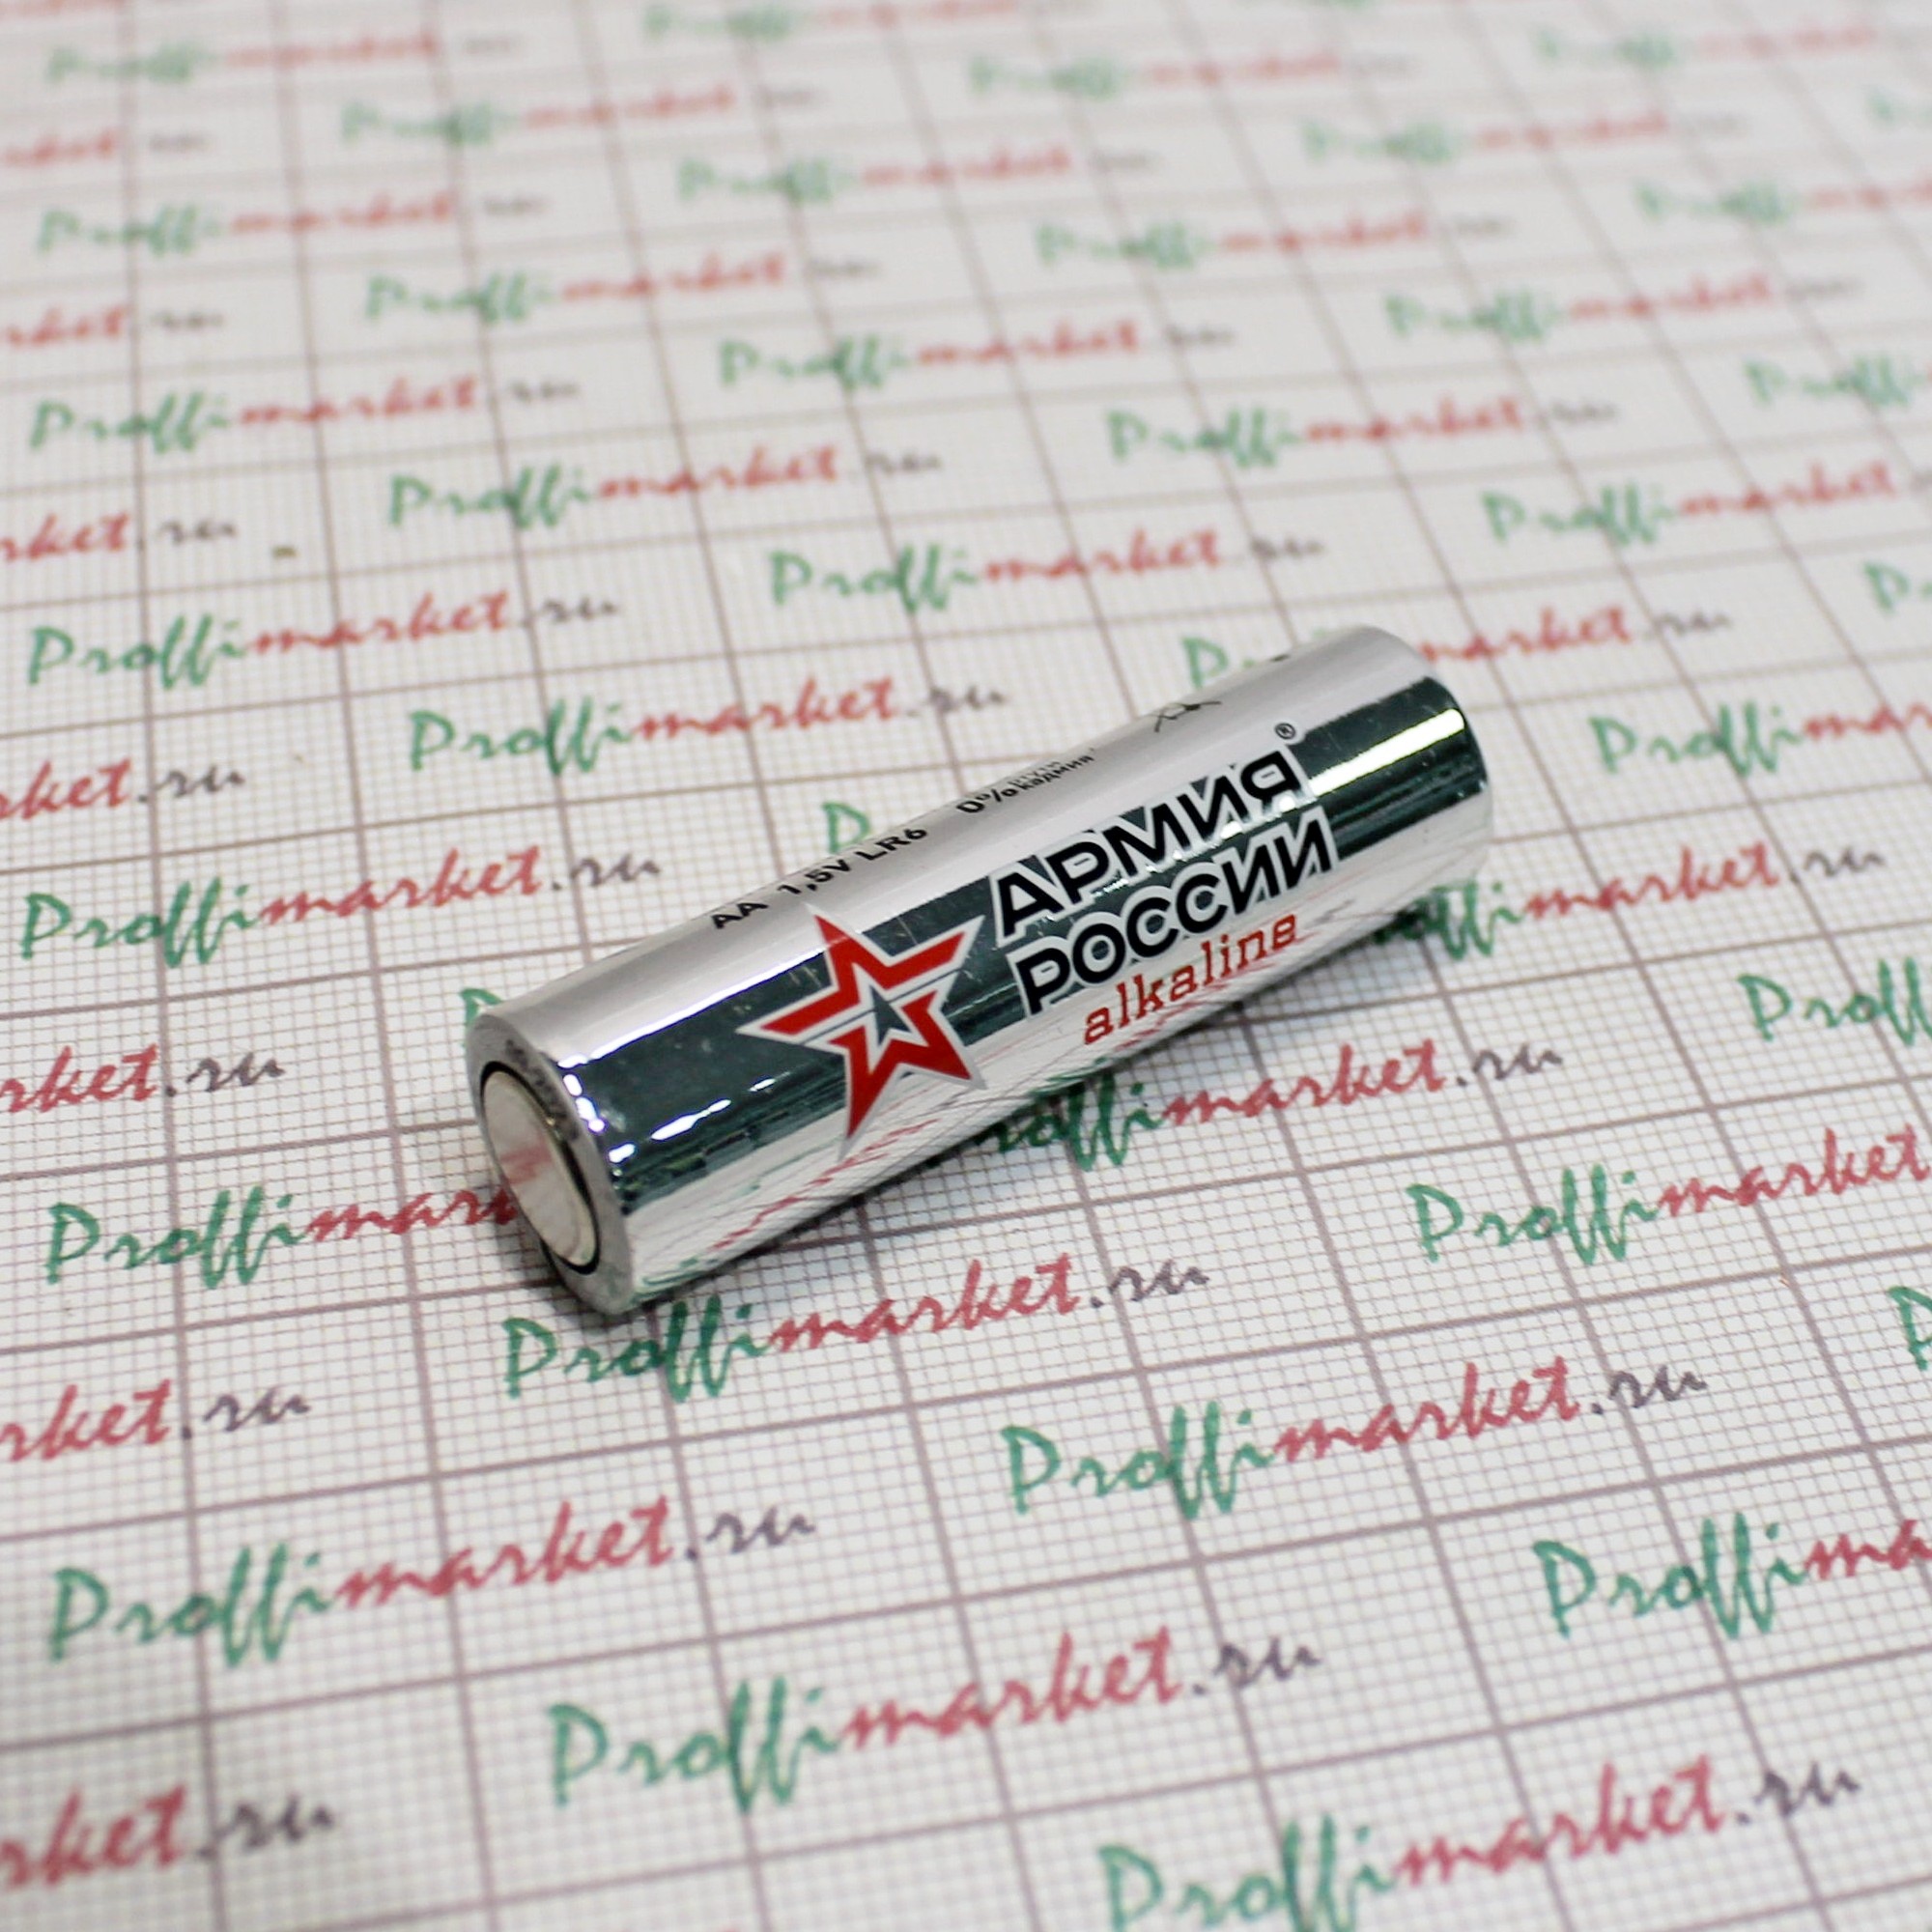 AA 1,5V LR6 0% кадмия
АРМИЯ®
РОССИИ
alkaline
Proffimarket.ru